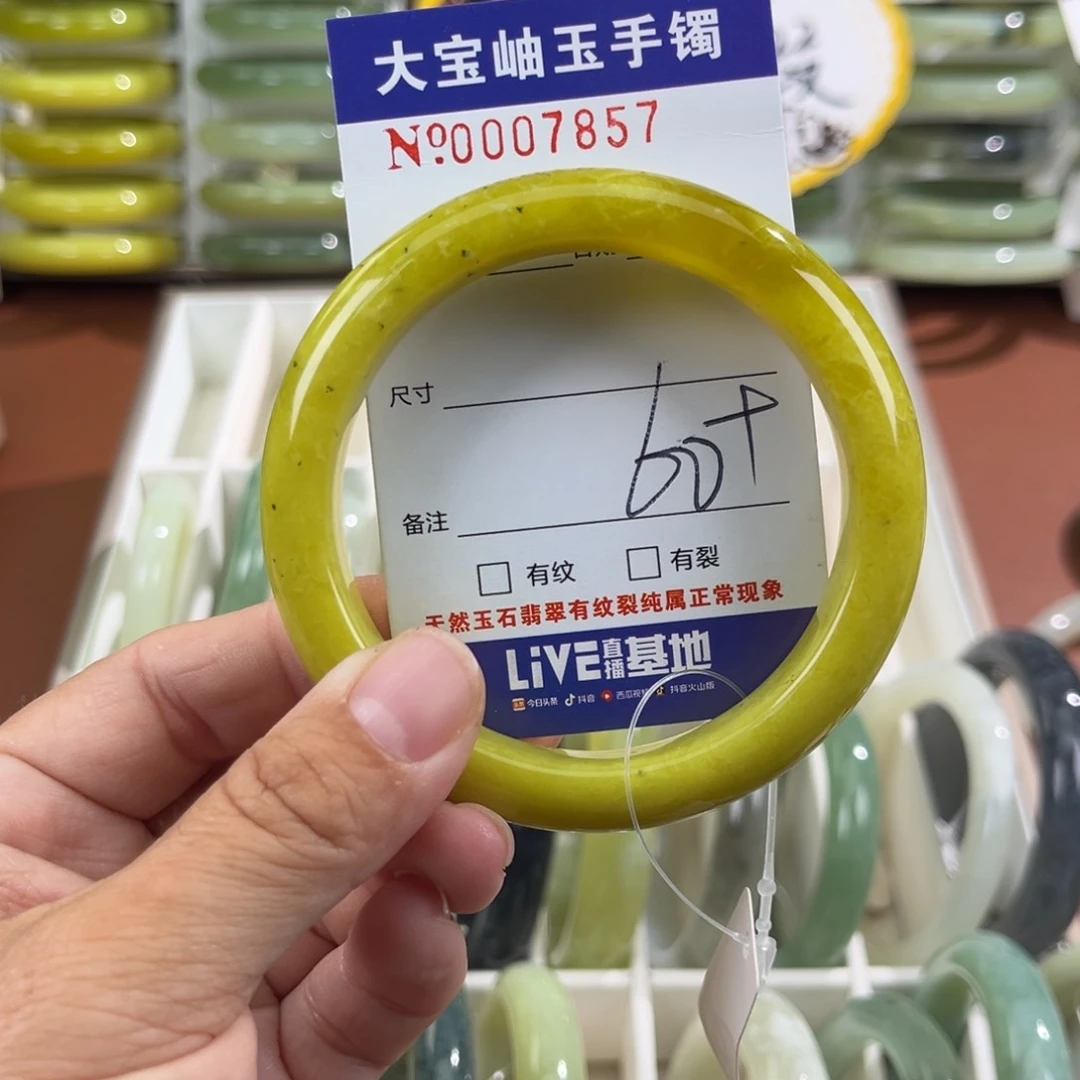 大宝岫玉手镯
Nº0007857
尺寸
60+
备注
□ 有纹 □ 有裂
天然玉石翡翠有纹裂纯属正常现象
LiVE直播基地
今日头条 抖音 西瓜视频 抖音火山版